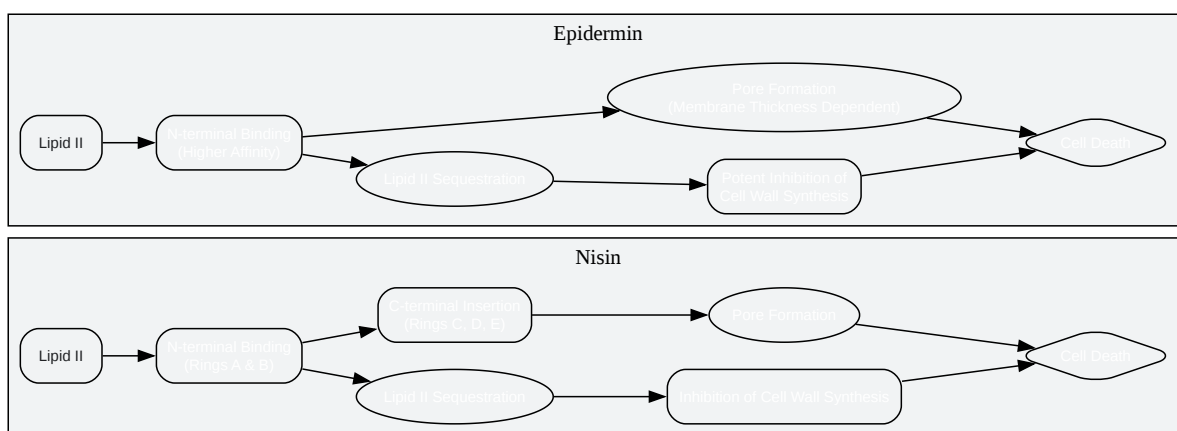 Epidermin
Lipid II
N-terminal Binding
(Higher Affinity)
Pore Formation
(Membrane Thickness Dependent)
Lipid II Sequestration
Potent Inhibition of
Cell Wall Synthesis
Cell Death
Nisin
Lipid II
N-terminal Binding
(Rings A & B)
C-terminal Insertion
(Rings C, D, E)
Pore Formation
Lipid II Sequestration
Inhibition of Cell Wall Synthesis
Cell Death